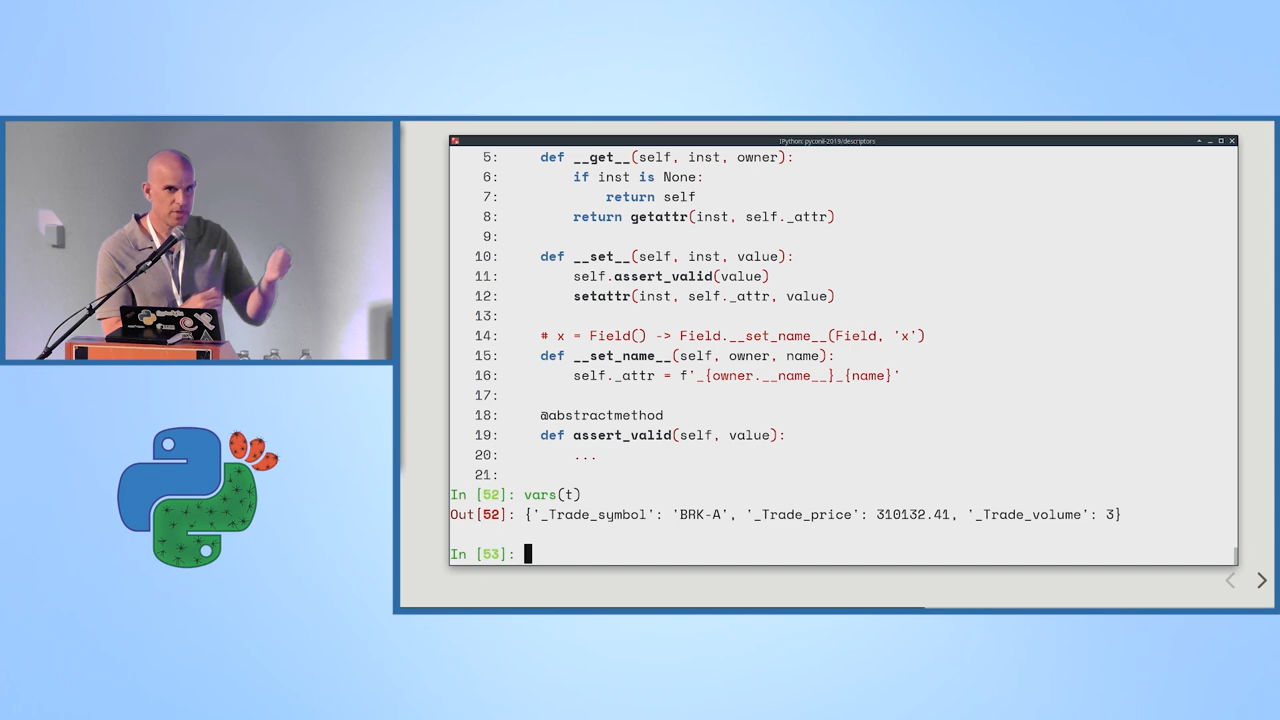 IPython: pyconil-2019/descriptors
5: def __get__(self, inst, owner):
6: if inst is None:
7: return self
8: return getattr(inst, self._attr)
9:
10: def __set__(self, inst, value):
11: self.assert_valid(value)
12: setattr(inst, self._attr, value)
13:
14: # x = Field() -> Field.__set_name__(Field, 'x')
15: def __set_name__(self, owner, name):
16: self._attr = f'_{owner.__name__}_{name}'
17:
18: @abstractmethod
19: def assert_valid(self, value):
20: ...
21:
In [52]: vars(t)
Out[52]: {'_Trade_symbol': 'BRK-A', '_Trade_price': 310132.41, '_Trade_volume': 3}
In [53]: